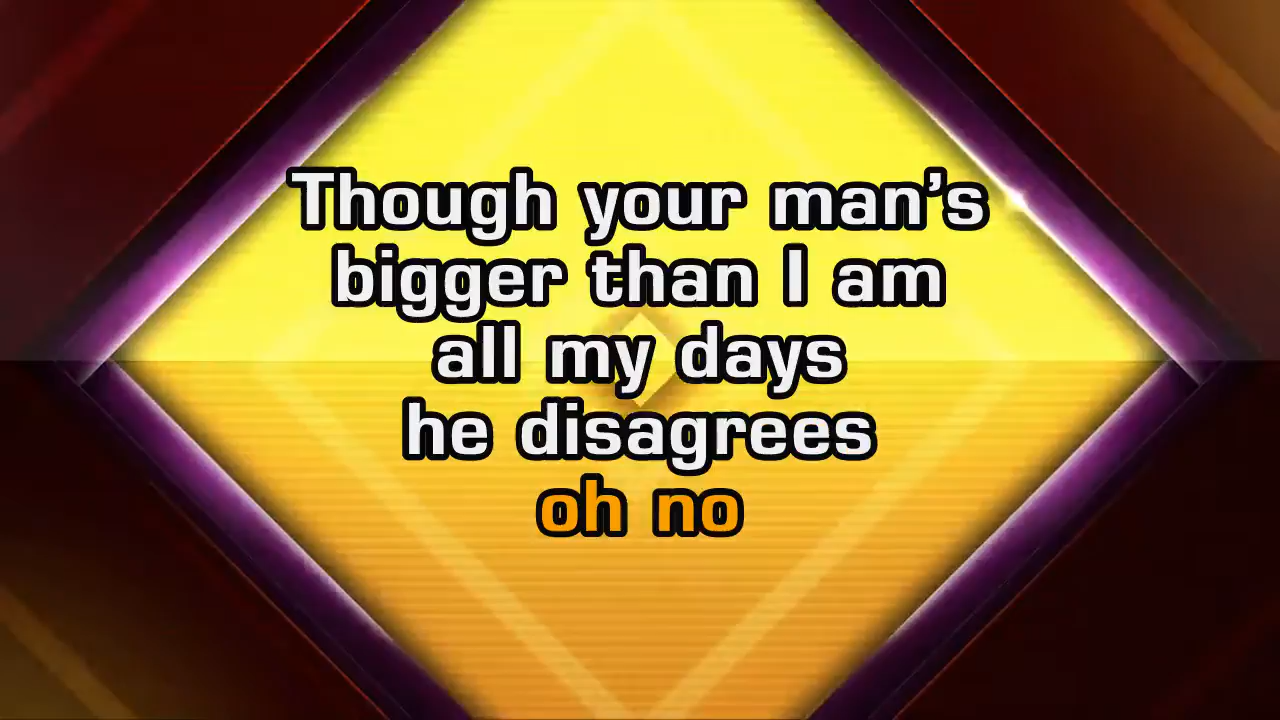 Though your man’s
bigger than I am
all my days
he disagrees
oh no